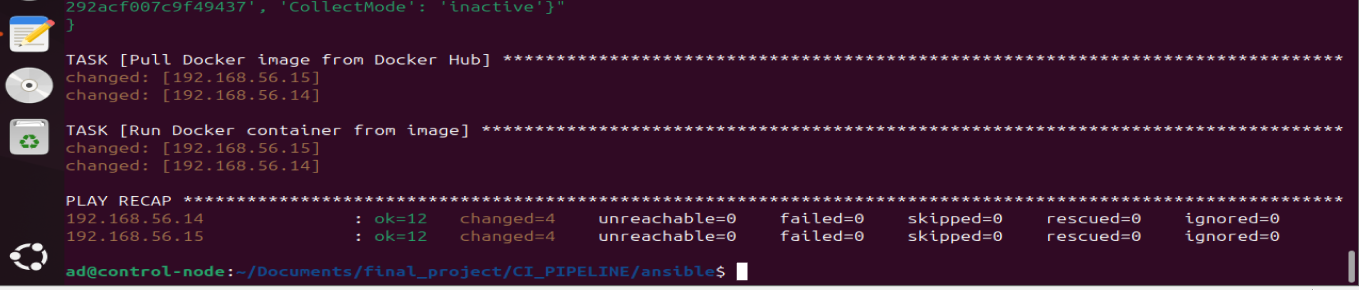 292acf007c9f49437', 'CollectMode': 'inactive'}"
}
TASK [Pull Docker image from Docker Hub] *******************************************************************************
changed: [192.168.56.15]
changed: [192.168.56.14]
TASK [Run Docker container from image] *********************************************************************************
changed: [192.168.56.15]
changed: [192.168.56.14]
PLAY RECAP *************************************************************************************************************
192.168.56.14 : ok=12 changed=4 unreachable=0 failed=0 skipped=0 rescued=0 ignored=0
192.168.56.15 : ok=12 changed=4 unreachable=0 failed=0 skipped=0 rescued=0 ignored=0
ad@control-node:~/Documents/final_project/CI_PIPELINE/ansible$